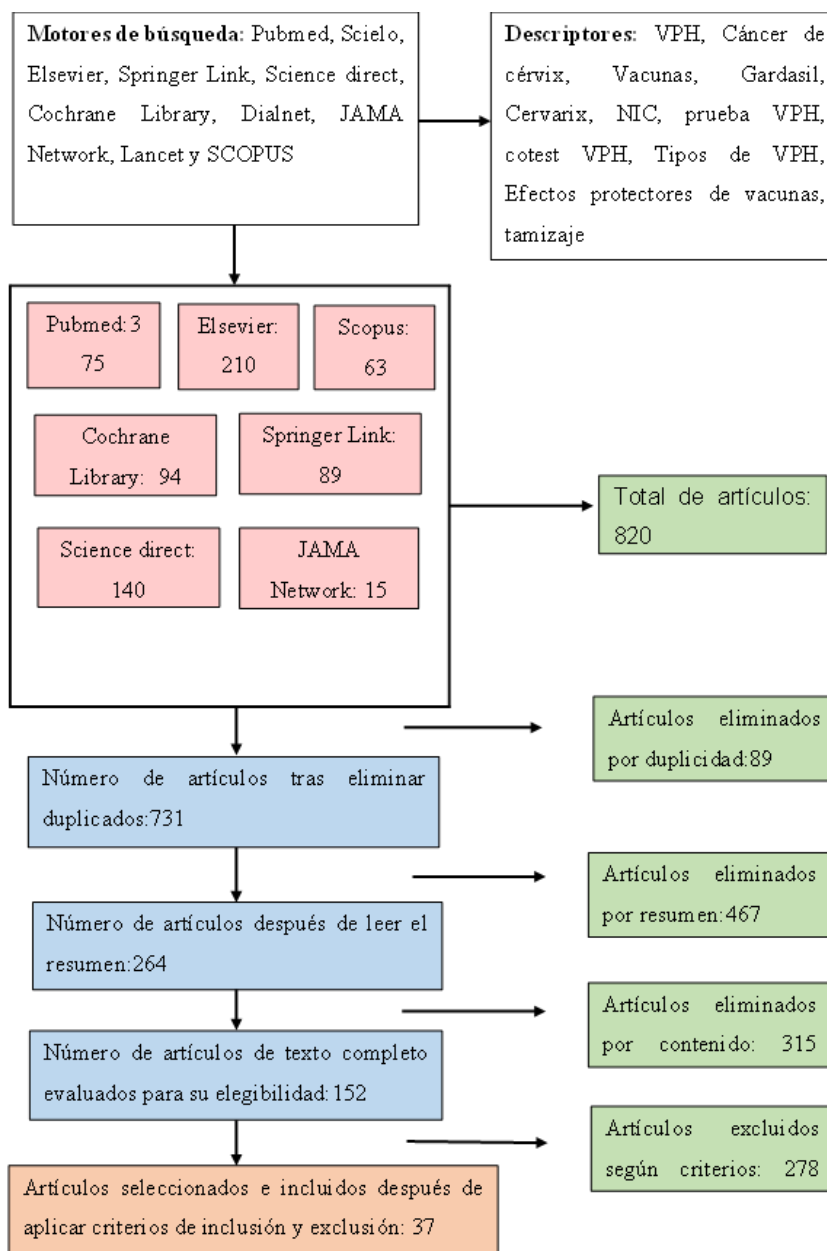 Motores de búsqueda: Pubmed, Scielo,
Elsevier, Springer Link, Science direct,
Cochrane Library, Dialnet, JAMA
Network, Lancet y SCOPUS
Descriptores: VPH, Cáncer de
cérvix, Vacunas, Gardasil,
Cervarix, NIC, prueba VPH,
cotest VPH, Tipos de VPH,
Efectos protectores de vacunas,
tamizaje
Pubmed:3
75
Elsevier:
210
Scopus:
63
Cochrane
Library: 94
Springer Link:
89
Science direct:
140
JAMA
Network: 15
Total de artículos:
820
Artículos eliminados
por duplicidad:89
Número de artículos tras eliminar
duplicados:731
Artículos eliminados
por resumen:467
Número de artículos después de leer el
resumen:264
Artículos eliminados
por contenido: 315
Número de artículos de texto completo
evaluados para su elegibilidad:152
Artículos excluidos
según criterios: 278
Artículos seleccionados e incluidos después de
aplicar criterios de inclusión y exclusión: 37